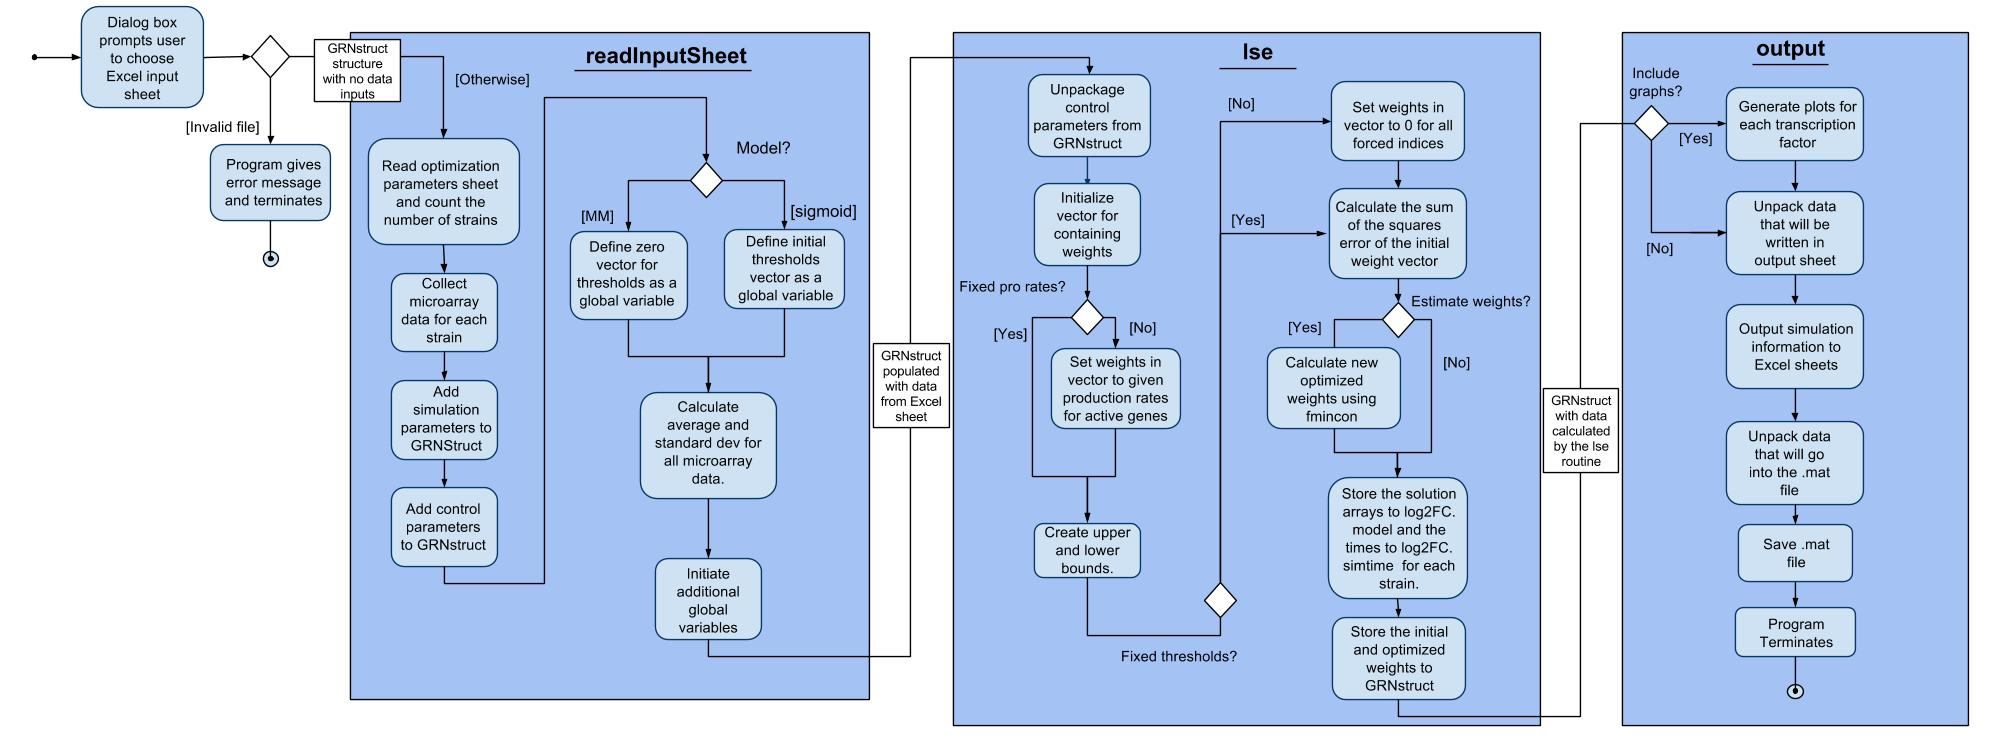 Dialog box
prompts user
to choose
Excel input
sheet
[Invalid file]
Program gives
error message
and terminates
GRNstruct
structure
with no data
inputs
readInputSheet
[Otherwise]
Read optimization
parameters sheet
and count the
number of strains
Collect
microarray
data for each
strain
Add
simulation
parameters to
GRNStruct
Add control
parameters
to GRNstruct
Model?
[MM]
[sigmoid]
Define zero
vector for
thresholds as a
global variable
Define initial
thresholds
vector as a
global variable
Calculate
average and
standard dev for
all microarray
data.
Initiate
additional
global
variables
GRNstruct
populated
with data
from Excel
sheet
lse
Unpackage
control
parameters from
GRNstruct
Initialize
vector for
containing
weights
Fixed pro rates?
[Yes]
[No]
Set weights in
vector to given
production rates
for active genes
Create upper
and lower
bounds.
Fixed thresholds?
[No]
[Yes]
Set weights in
vector to 0 for all
forced indices
Calculate the sum
of the squares
error of the initial
weight vector
Estimate weights?
[Yes]
[No]
Calculate new
optimized
weights using
fmincon
Store the solution
arrays to log2FC.
model and the
times to log2FC.
simtime for each
strain.
Store the initial
and optimized
weights to
GRNstruct
GRNstruct
with data
calculated
by the lse
routine
output
Include
graphs?
[Yes]
[No]
Generate plots for
each transcription
factor
Unpack data
that will be
written in
output sheet
Output simulation
information to
Excel sheets
Unpack data
that will go
into the .mat
file
Save .mat
file
Program
Terminates